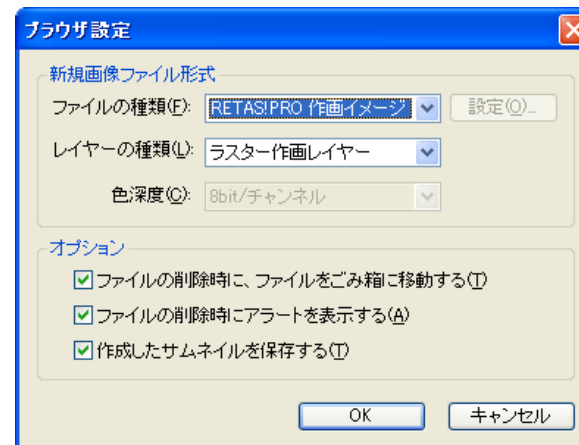 ブラウザ設定
新規画像ファイル形式
ファイルの種類(F): RETAS!PRO 作画イメージ 設定(O)...
レイヤーの種類(L): ラスター作画レイヤー
色深度(C): 8bit/チャンネル
オプション
ファイルの削除時に、ファイルをごみ箱に移動する(T)
ファイルの削除時にアラートを表示する(A)
作成したサムネイルを保存する(T)
OK キャンセル